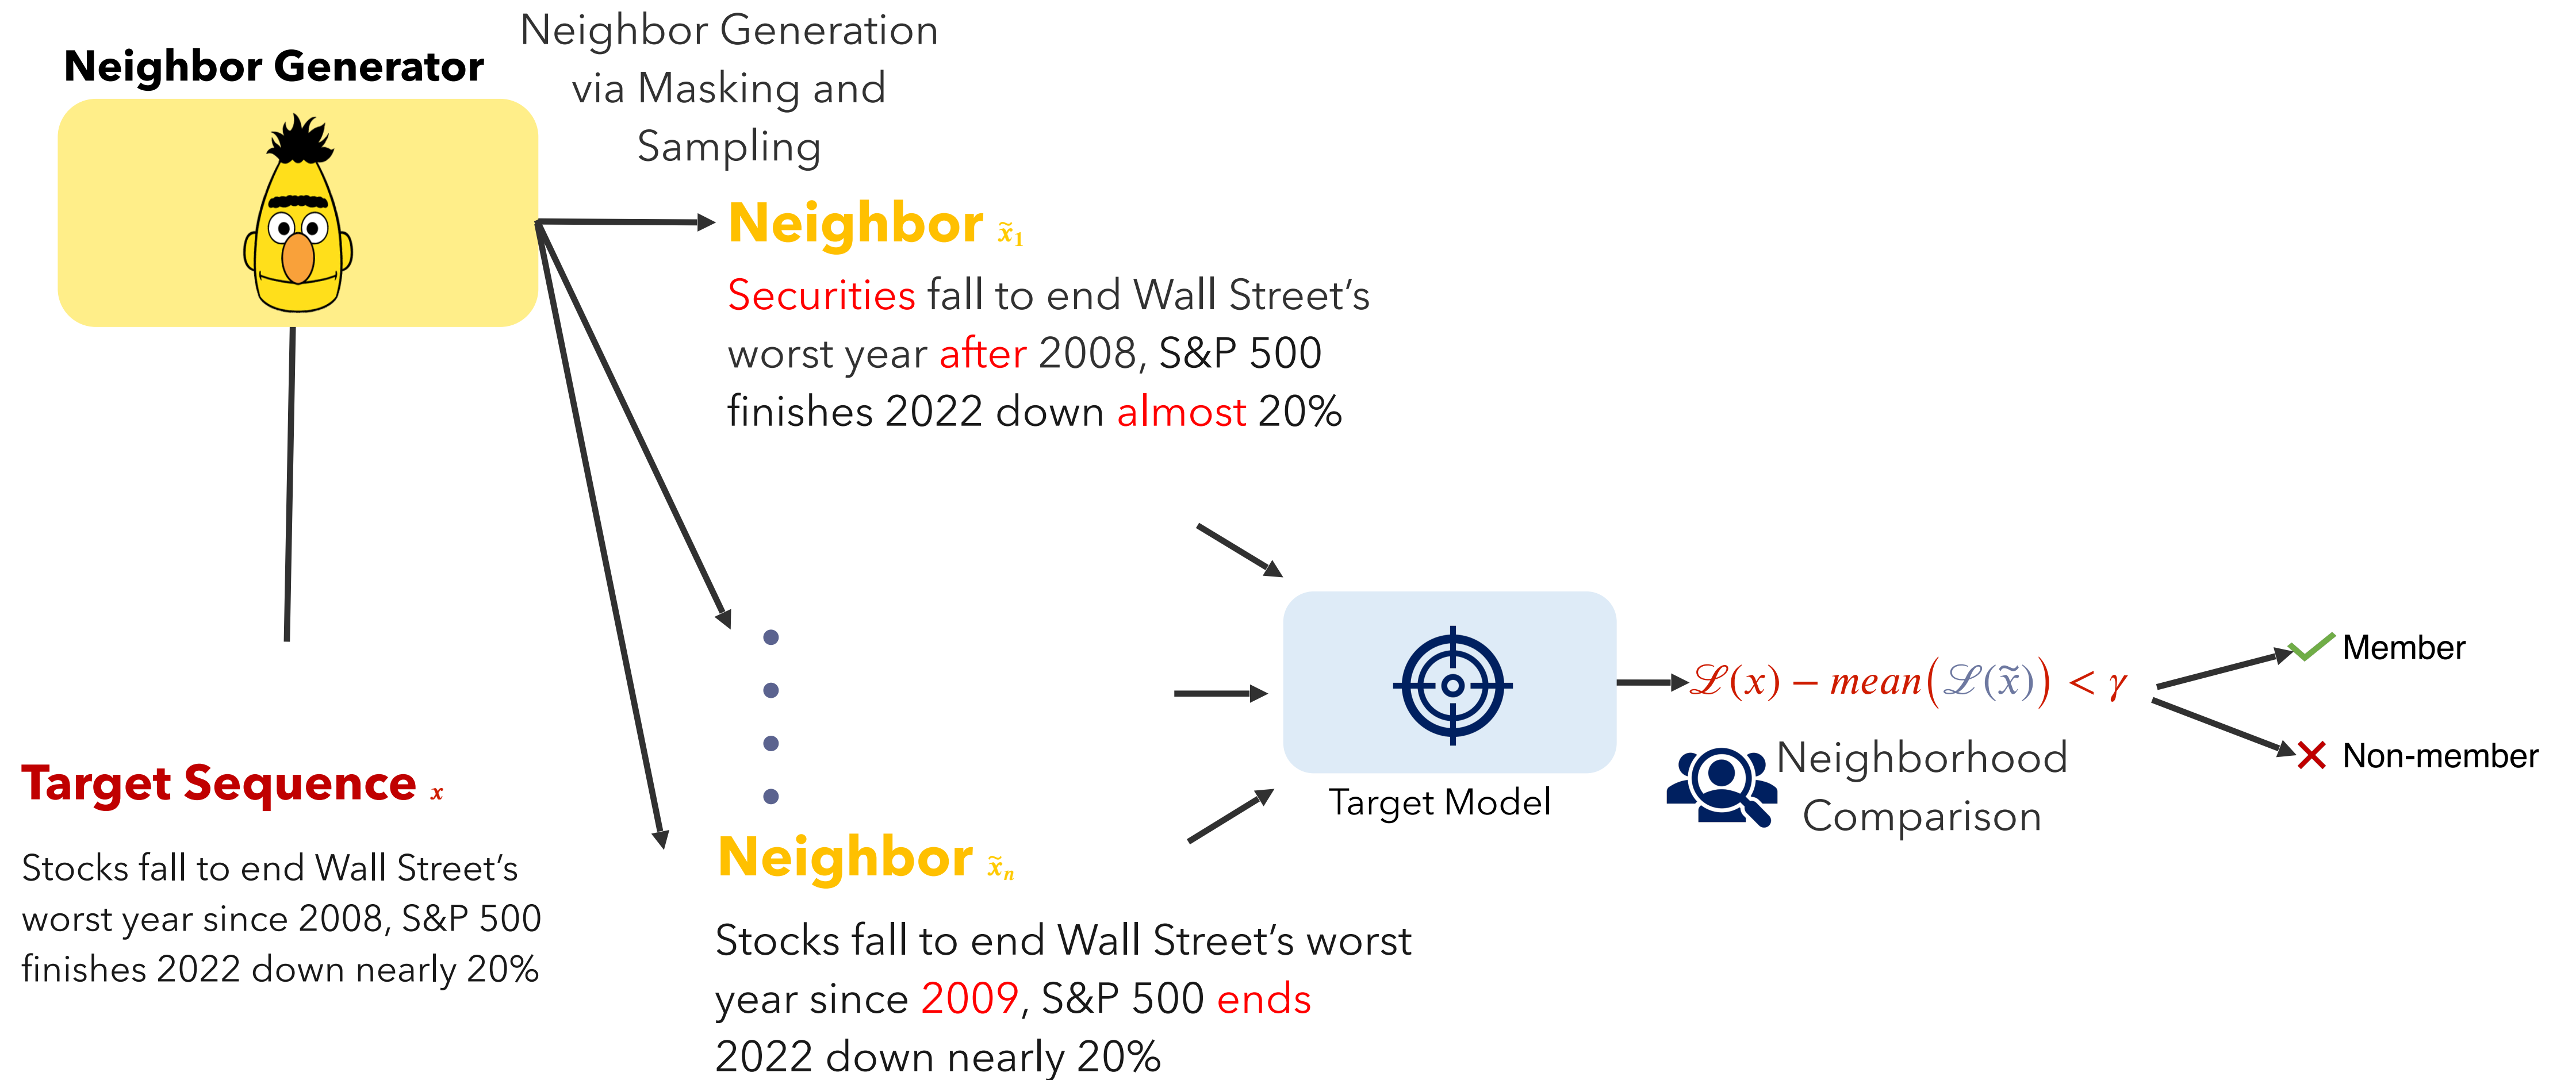 Neighbor Generator
Neighbor Generation
via Masking and
Sampling
Neighbor x̃₁
Securities fall to end Wall Street’s
worst year after 2008, S&P 500
finishes 2022 down almost 20%
Target Sequence x
Stocks fall to end Wall Street’s
worst year since 2008, S&P 500
finishes 2022 down nearly 20%
Neighbor x̃ₙ
Stocks fall to end Wall Street’s worst
year since 2009, S&P 500 ends
2022 down nearly 20%
Target Model
ℒ(x) – mean(ℒ(x̃)) < γ
Neighborhood
Comparison
Member
Non-member